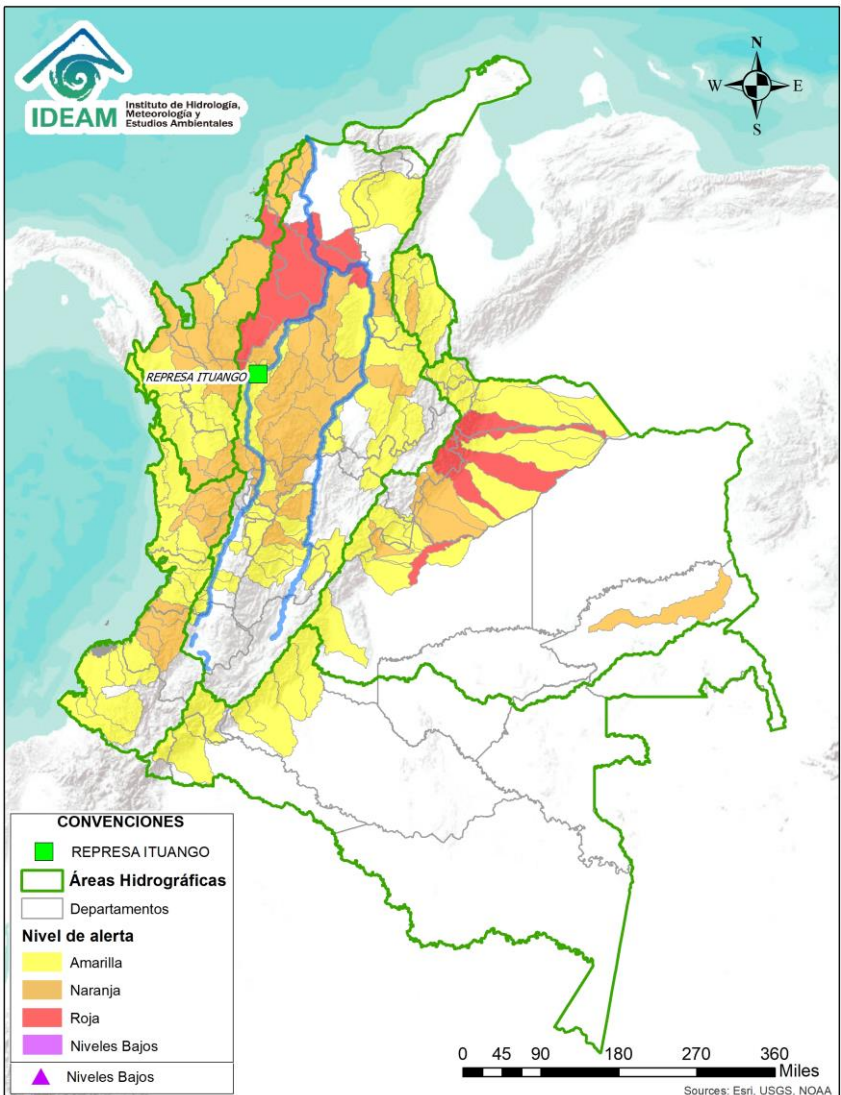 IDEAM
Instituto de Hidrología,
Meteorología y
Estudios Ambientales
N
W
E
S
REPRESA ITUANGO
CONVENCIONES
REPRESA ITUANGO
Áreas Hidrográficas
Departamentos
Nivel de alerta
Amarilla
Naranja
Roja
Niveles Bajos
Niveles Bajos
0 45 90 180 270 360
Miles
Sources: Esri, USGS, NOAA